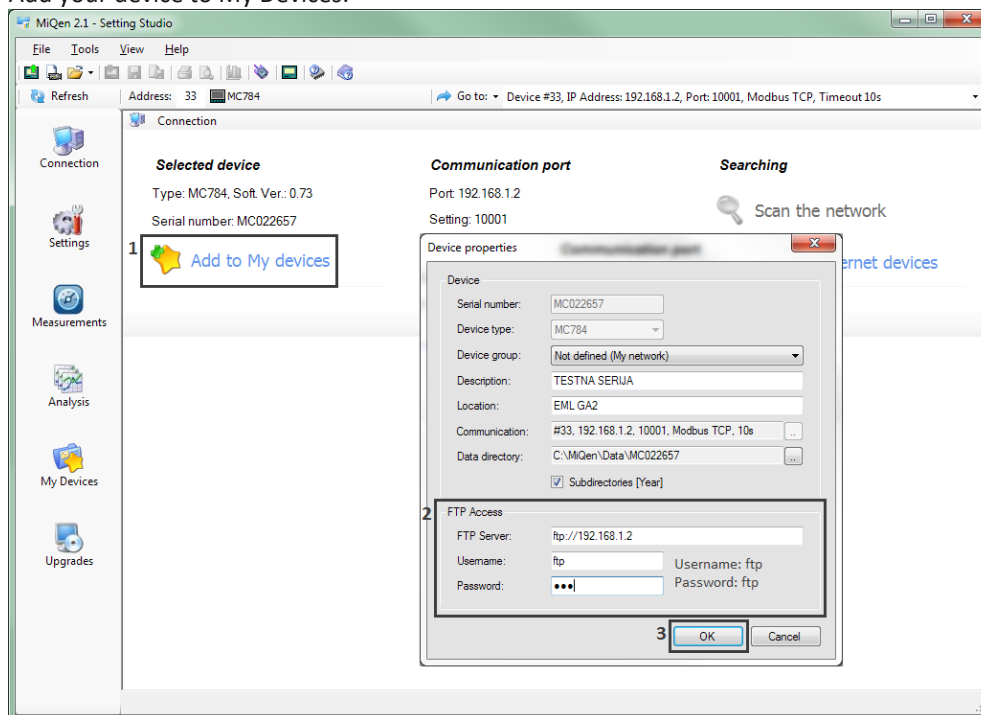 Add your device to My Devices.
MiQen 2.1 - Setting Studio
File Tools View Help
Refresh Address: 33 MC784 Go to: Device #33, IP Address: 192.168.1.2, Port: 10001, Modbus TCP, Timeout 10s
Connection
Connection
Settings
Measurements
Analysis
My Devices
Upgrades
Selected device
Type: MC784, Soft. Ver.: 0.73
Serial number: MC022657
1 Add to My devices
Communication port
Port: 192.168.1.2
Setting: 10001
Searching
Scan the network
ernet devices
Device properties
Communication port
Device
Serial number: MC022657
Device type: MC784
Device group: Not defined (My network)
Description: TESTNA SERIJA
Location: EML GA2
Communication: #33, 192.168.1.2, 10001, Modbus TCP, 10s ..
Data directory: C:\MiQen\Data\MC022657 ..
Subdirectories [Year]
2 FTP Access
FTP Server: ftp://192.168.1.2
Username: ftp
Password: •••
Username: ftp
Password: ftp
3 OK Cancel